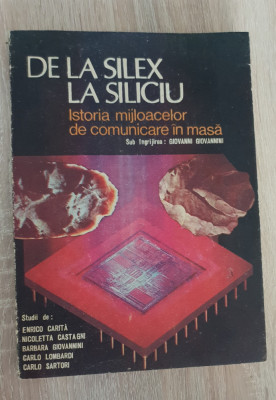 DE LA SILEX
LA SILICIU
Istoria mijloacelor
de comunicare în masă
Sub îngrijirea: GIOVANNI GIOVANNINI
Studii de:
ENRICO CARITÀ
NICOLETTA CASTAGNI
BARBARA GIOVANNINI
CARLO LOMBARDI
CARLO SARTORI